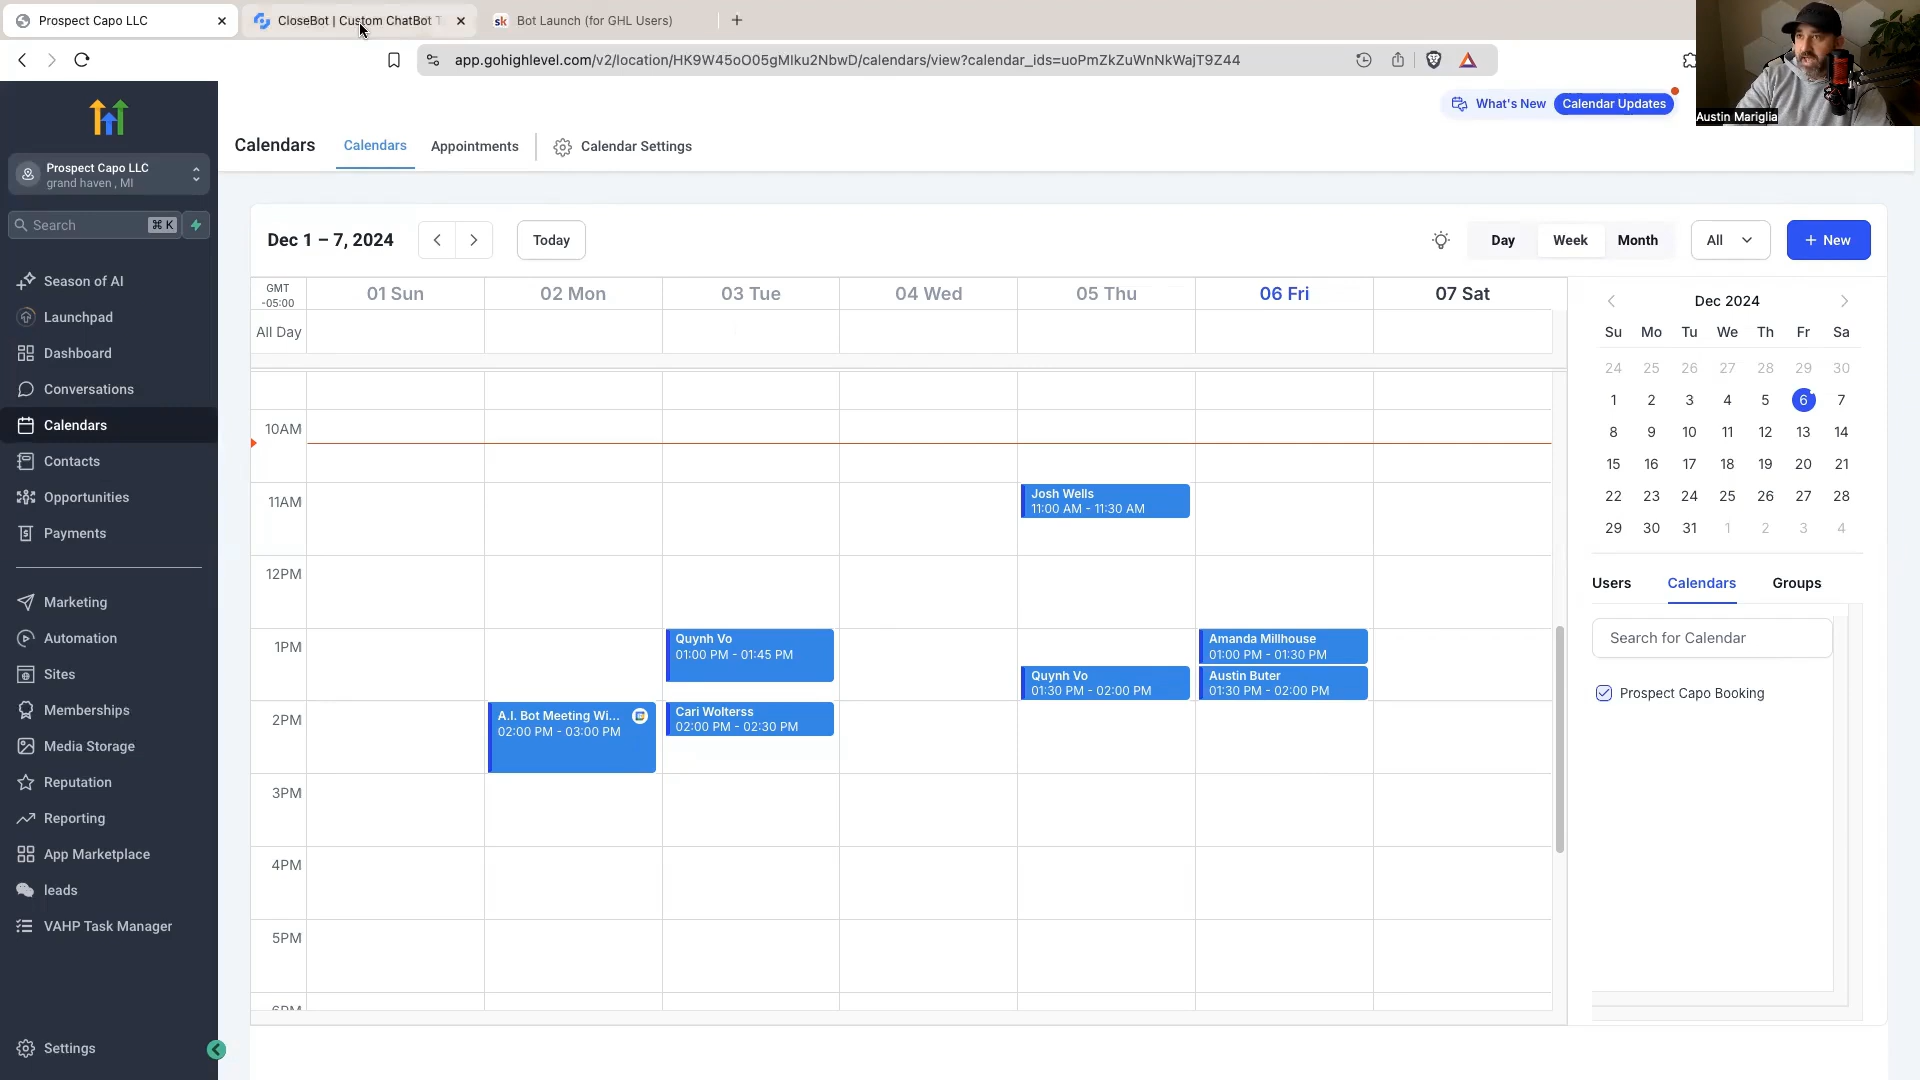 Prospect Capo LLC
CloseBot | Custom ChatBot T
sk Bot Launch (for GHL Users)
app.gohighlevel.com/v2/location/HK9W45oO05gMIku2NbwD/calendars/view?calendar_ids=uoPmZkZuWnNkWajT9Z44
Austin Mariglia
What's New
Calendar Updates
Calendars
Calendars
Appointments
Calendar Settings
Prospect Capo LLC
grand haven , MI
Search
⌘ K
Season of AI
Launchpad
Dashboard
Conversations
Calendars
Contacts
Opportunities
Payments
Marketing
Automation
Sites
Memberships
Media Storage
Reputation
Reporting
App Marketplace
leads
VAHP Task Manager
Settings
Dec 1 – 7, 2024
Today
Day Week Month
All
+ New
GMT
-05:00
01 Sun 02 Mon 03 Tue 04 Wed 05 Thu 06 Fri 07 Sat
All Day
10AM
11AM
Josh Wells
11:00 AM - 11:30 AM
12PM
1PM
Quynh Vo
01:00 PM - 01:45 PM
Amanda Millhouse
01:00 PM - 01:30 PM
Quynh Vo
01:30 PM - 02:00 PM
Austin Buter
01:30 PM - 02:00 PM
2PM
A.I. Bot Meeting Wi...
02:00 PM - 03:00 PM
Cari Wolterss
02:00 PM - 02:30 PM
3PM
4PM
5PM
6PM
Dec 2024
Su Mo Tu We Th Fr Sa
24 25 26 27 28 29 30
1 2 3 4 5 6 7
8 9 10 11 12 13 14
15 16 17 18 19 20 21
22 23 24 25 26 27 28
29 30 31 1 2 3 4
Users Calendars Groups
Search for Calendar
Prospect Capo Booking